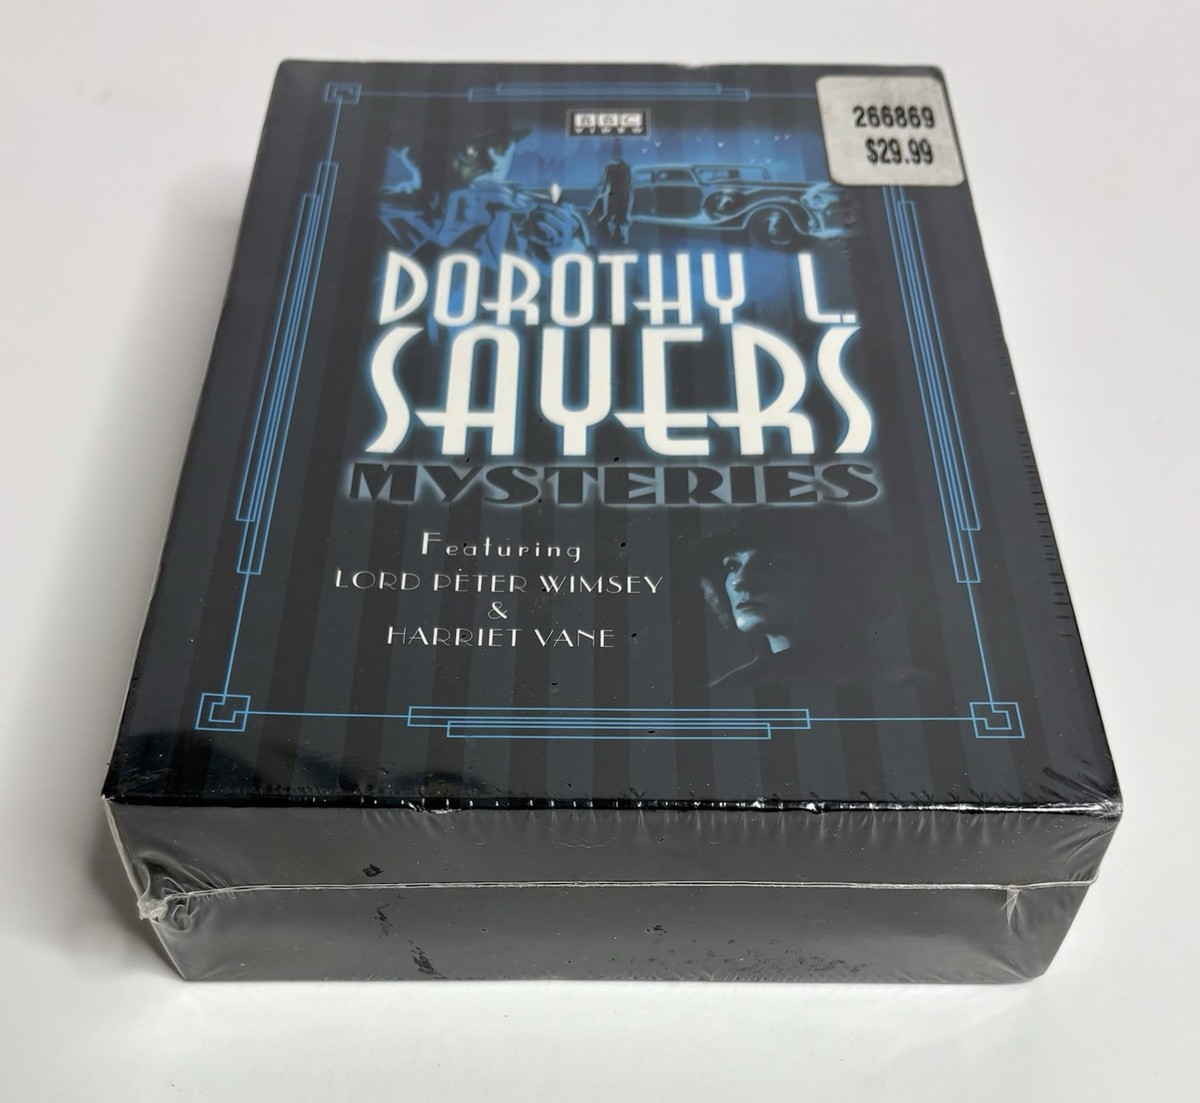 BBC
VIDEO
266869
$29.99
DOROTHY L.
SAYERS
MYSTERIES
Featuring
LORD PETER WIMSEY
&
HARRIET VANE